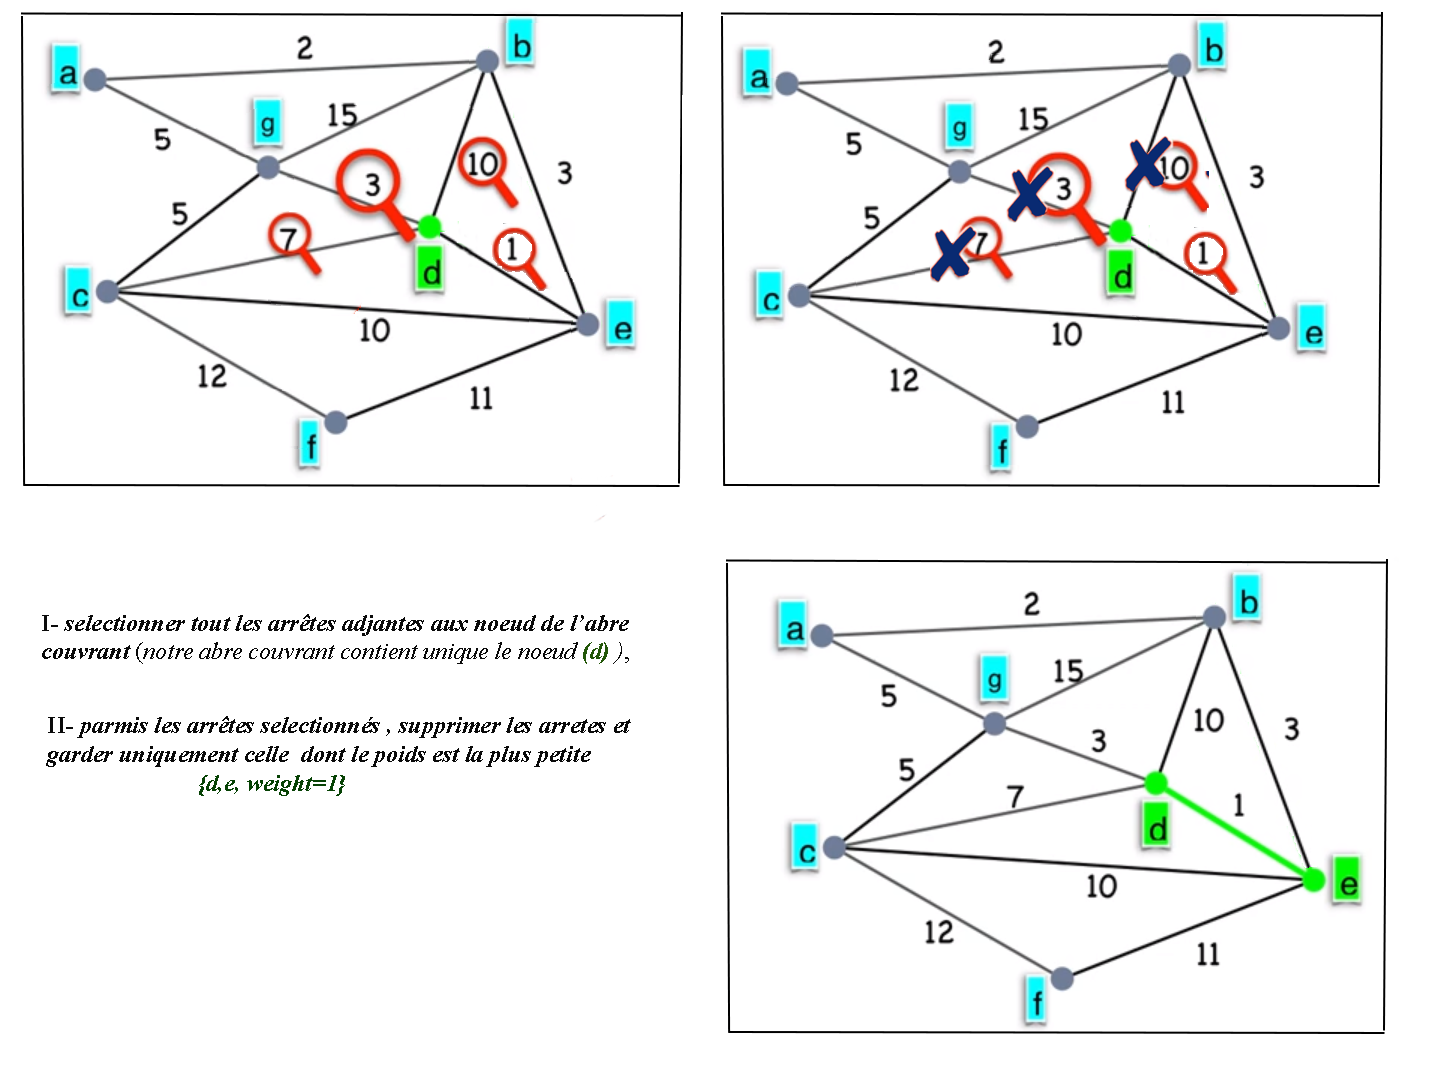 a
2
b
g
15
5
3
10
3
5
7
1
d
c
e
10
12
11
f
a
2
b
g
15
5
3
10
3
5
7
1
d
c
e
10
12
11
f
I- selectionner tout les arrêtes adjantes aux noeud de l’abre
couvrant (notre abre couvrant contient unique le noeud (d) ),
II- parmis les arrêtes selectionnés , supprimer les arretes et
garder uniquement celle dont le poids est la plus petite
{d,e, weight=1}
a
2
b
g
15
5
3
10
3
5
7
1
d
c
e
10
12
11
f